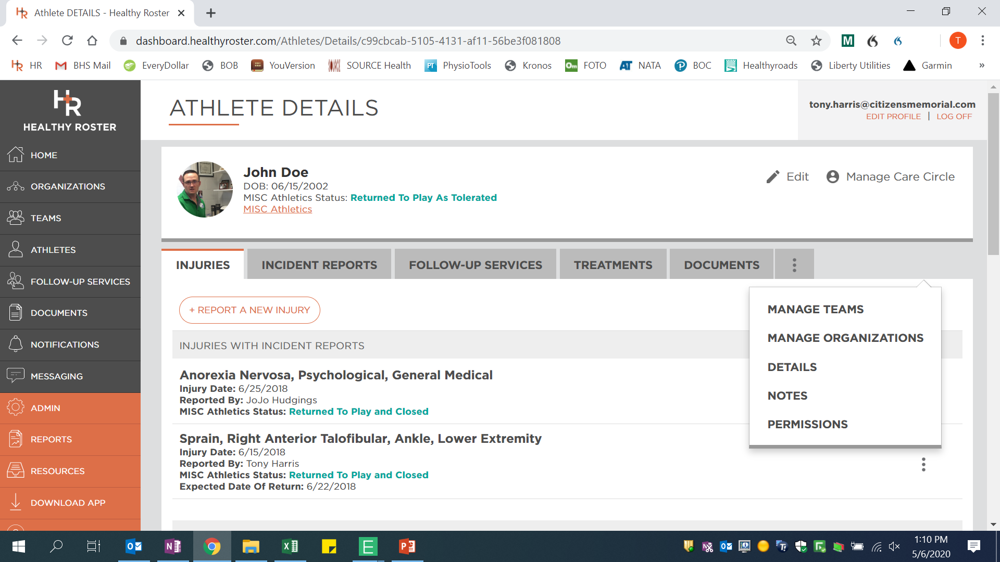 Athlete DETAILS - Healthy Roster
dashboard.healthyroster.com/Athletes/Details/c99cbcab-5105-4131-af11-56be3f081808
M
T
HR
BHS Mail
EveryDollar
BOB
YouVersion
SOURCE Health
PT
PhysioTools
Kronos
Om
FOTO
AT
NATA
BOC
Healthyroads
Liberty Utilities
Garmin
»
HR
HEALTHY ROSTER
HOME
ORGANIZATIONS
TEAMS
ATHLETES
FOLLOW-UP SERVICES
DOCUMENTS
NOTIFICATIONS
MESSAGING
ADMIN
REPORTS
RESOURCES
DOWNLOAD APP
ATHLETE DETAILS
tony.harris@citizensmemorial.com
EDIT PROFILE | LOG OFF
John Doe
DOB: 06/15/2002
MISC Athletics Status: Returned To Play As Tolerated
MISC Athletics
Edit
Manage Care Circle
INJURIES
INCIDENT REPORTS
FOLLOW-UP SERVICES
TREATMENTS
DOCUMENTS
MANAGE TEAMS
MANAGE ORGANIZATIONS
DETAILS
NOTES
PERMISSIONS
+ REPORT A NEW INJURY
INJURIES WITH INCIDENT REPORTS
Anorexia Nervosa, Psychological, General Medical
Injury Date: 6/25/2018
Reported By: JoJo Hudgings
MISC Athletics Status: Returned To Play and Closed
Sprain, Right Anterior Talofibular, Ankle, Lower Extremity
Injury Date: 6/15/2018
Reported By: Tony Harris
MISC Athletics Status: Returned To Play and Closed
Expected Date Of Return: 6/22/2018
1:10 PM
5/6/2020